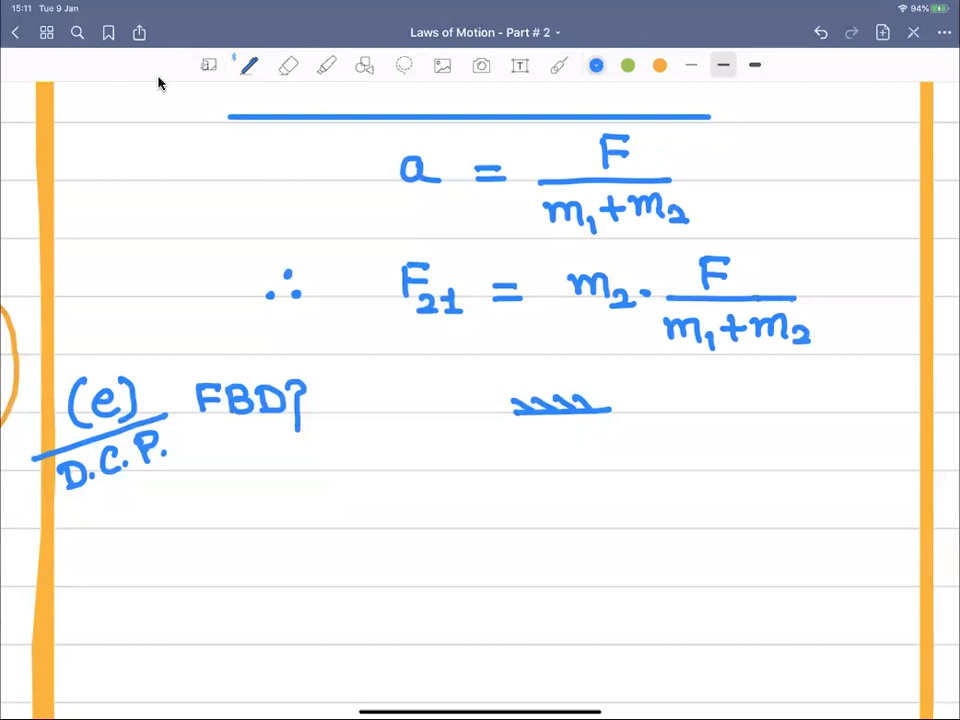 15:11 Tue 9 Jan
94%
Laws of Motion - Part # 2
T
a = F / m₁+m₂
∴ F₂₁ = m₂ · F / m₁+m₂
(e) FBD?
D.C.P.